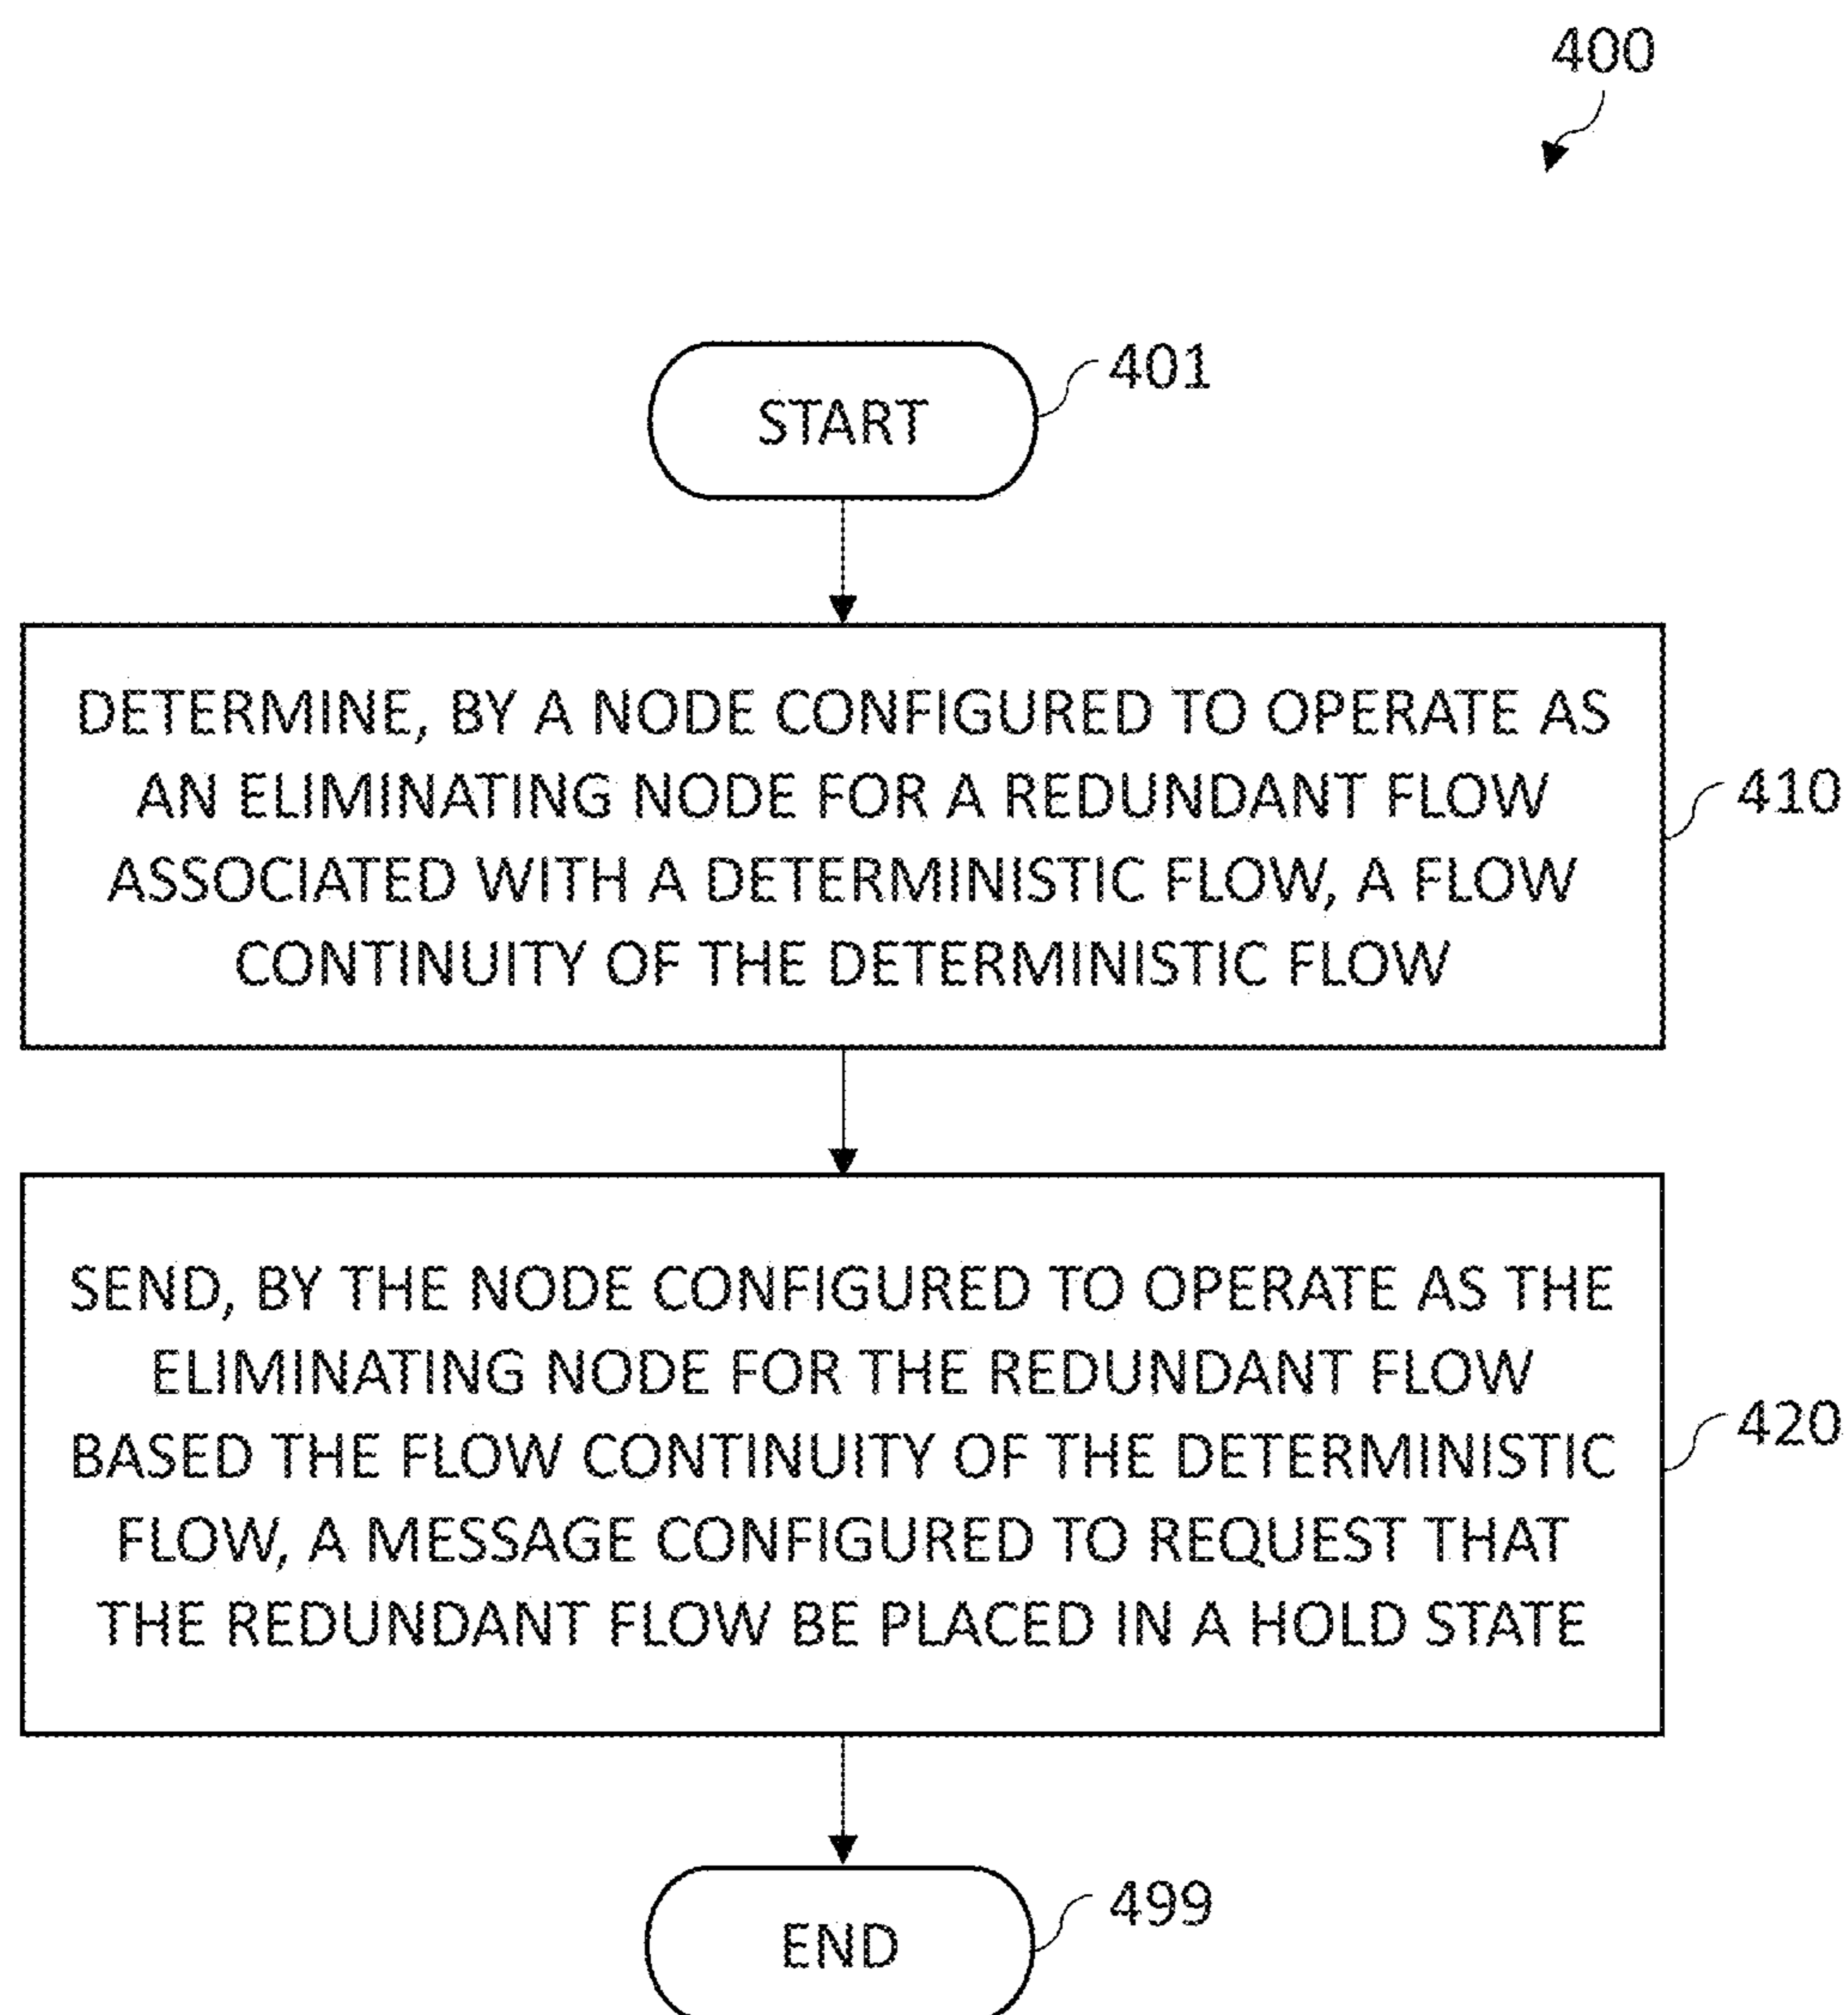 400
START
401
DETERMINE, BY A NODE CONFIGURED TO OPERATE AS
AN ELIMINATING NODE FOR A REDUNDANT FLOW
ASSOCIATED WITH A DETERMINISTIC FLOW, A FLOW
CONTINUITY OF THE DETERMINISTIC FLOW
410
SEND, BY THE NODE CONFIGURED TO OPERATE AS THE
ELIMINATING NODE FOR THE REDUNDANT FLOW
BASED THE FLOW CONTINUITY OF THE DETERMINISTIC
FLOW, A MESSAGE CONFIGURED TO REQUEST THAT
THE REDUNDANT FLOW BE PLACED IN A HOLD STATE
420
END
499